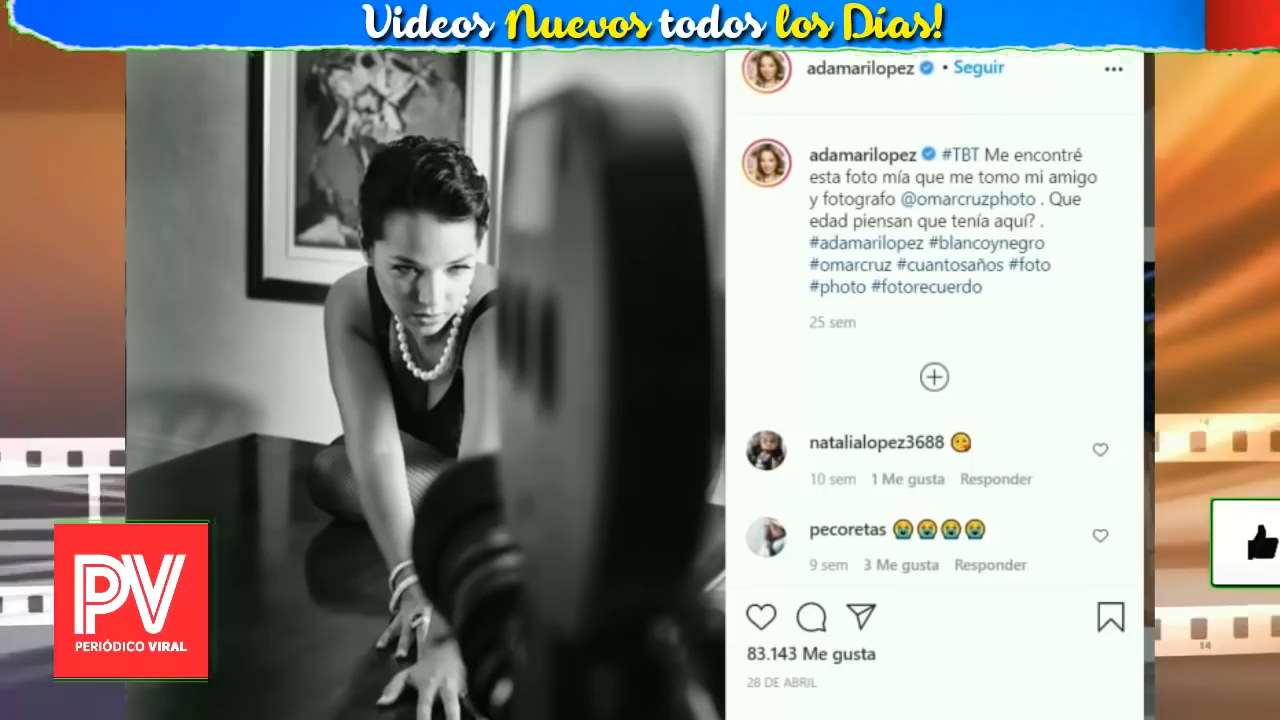 Videos Nuevos todos los Días!
adamarilopez • Seguir
adamarilopez #TBT Me encontré
esta foto mía que me tomo mi amigo
y fotografo @omarcruzphoto . Que
edad piensan que tenía aquí? .
#adamarilopez #blancoynegro
#omarcruz #cuantosaños #foto
#photo #fotorecuerdo
25 sem
natalialopez3688 😘
10 sem 1 Me gusta Responder
pecoretas 😭😭😭😭
9 sem 3 Me gusta Responder
83.143 Me gusta
28 DE ABRIL
PV
PERIÓDICO VIRAL
14
14